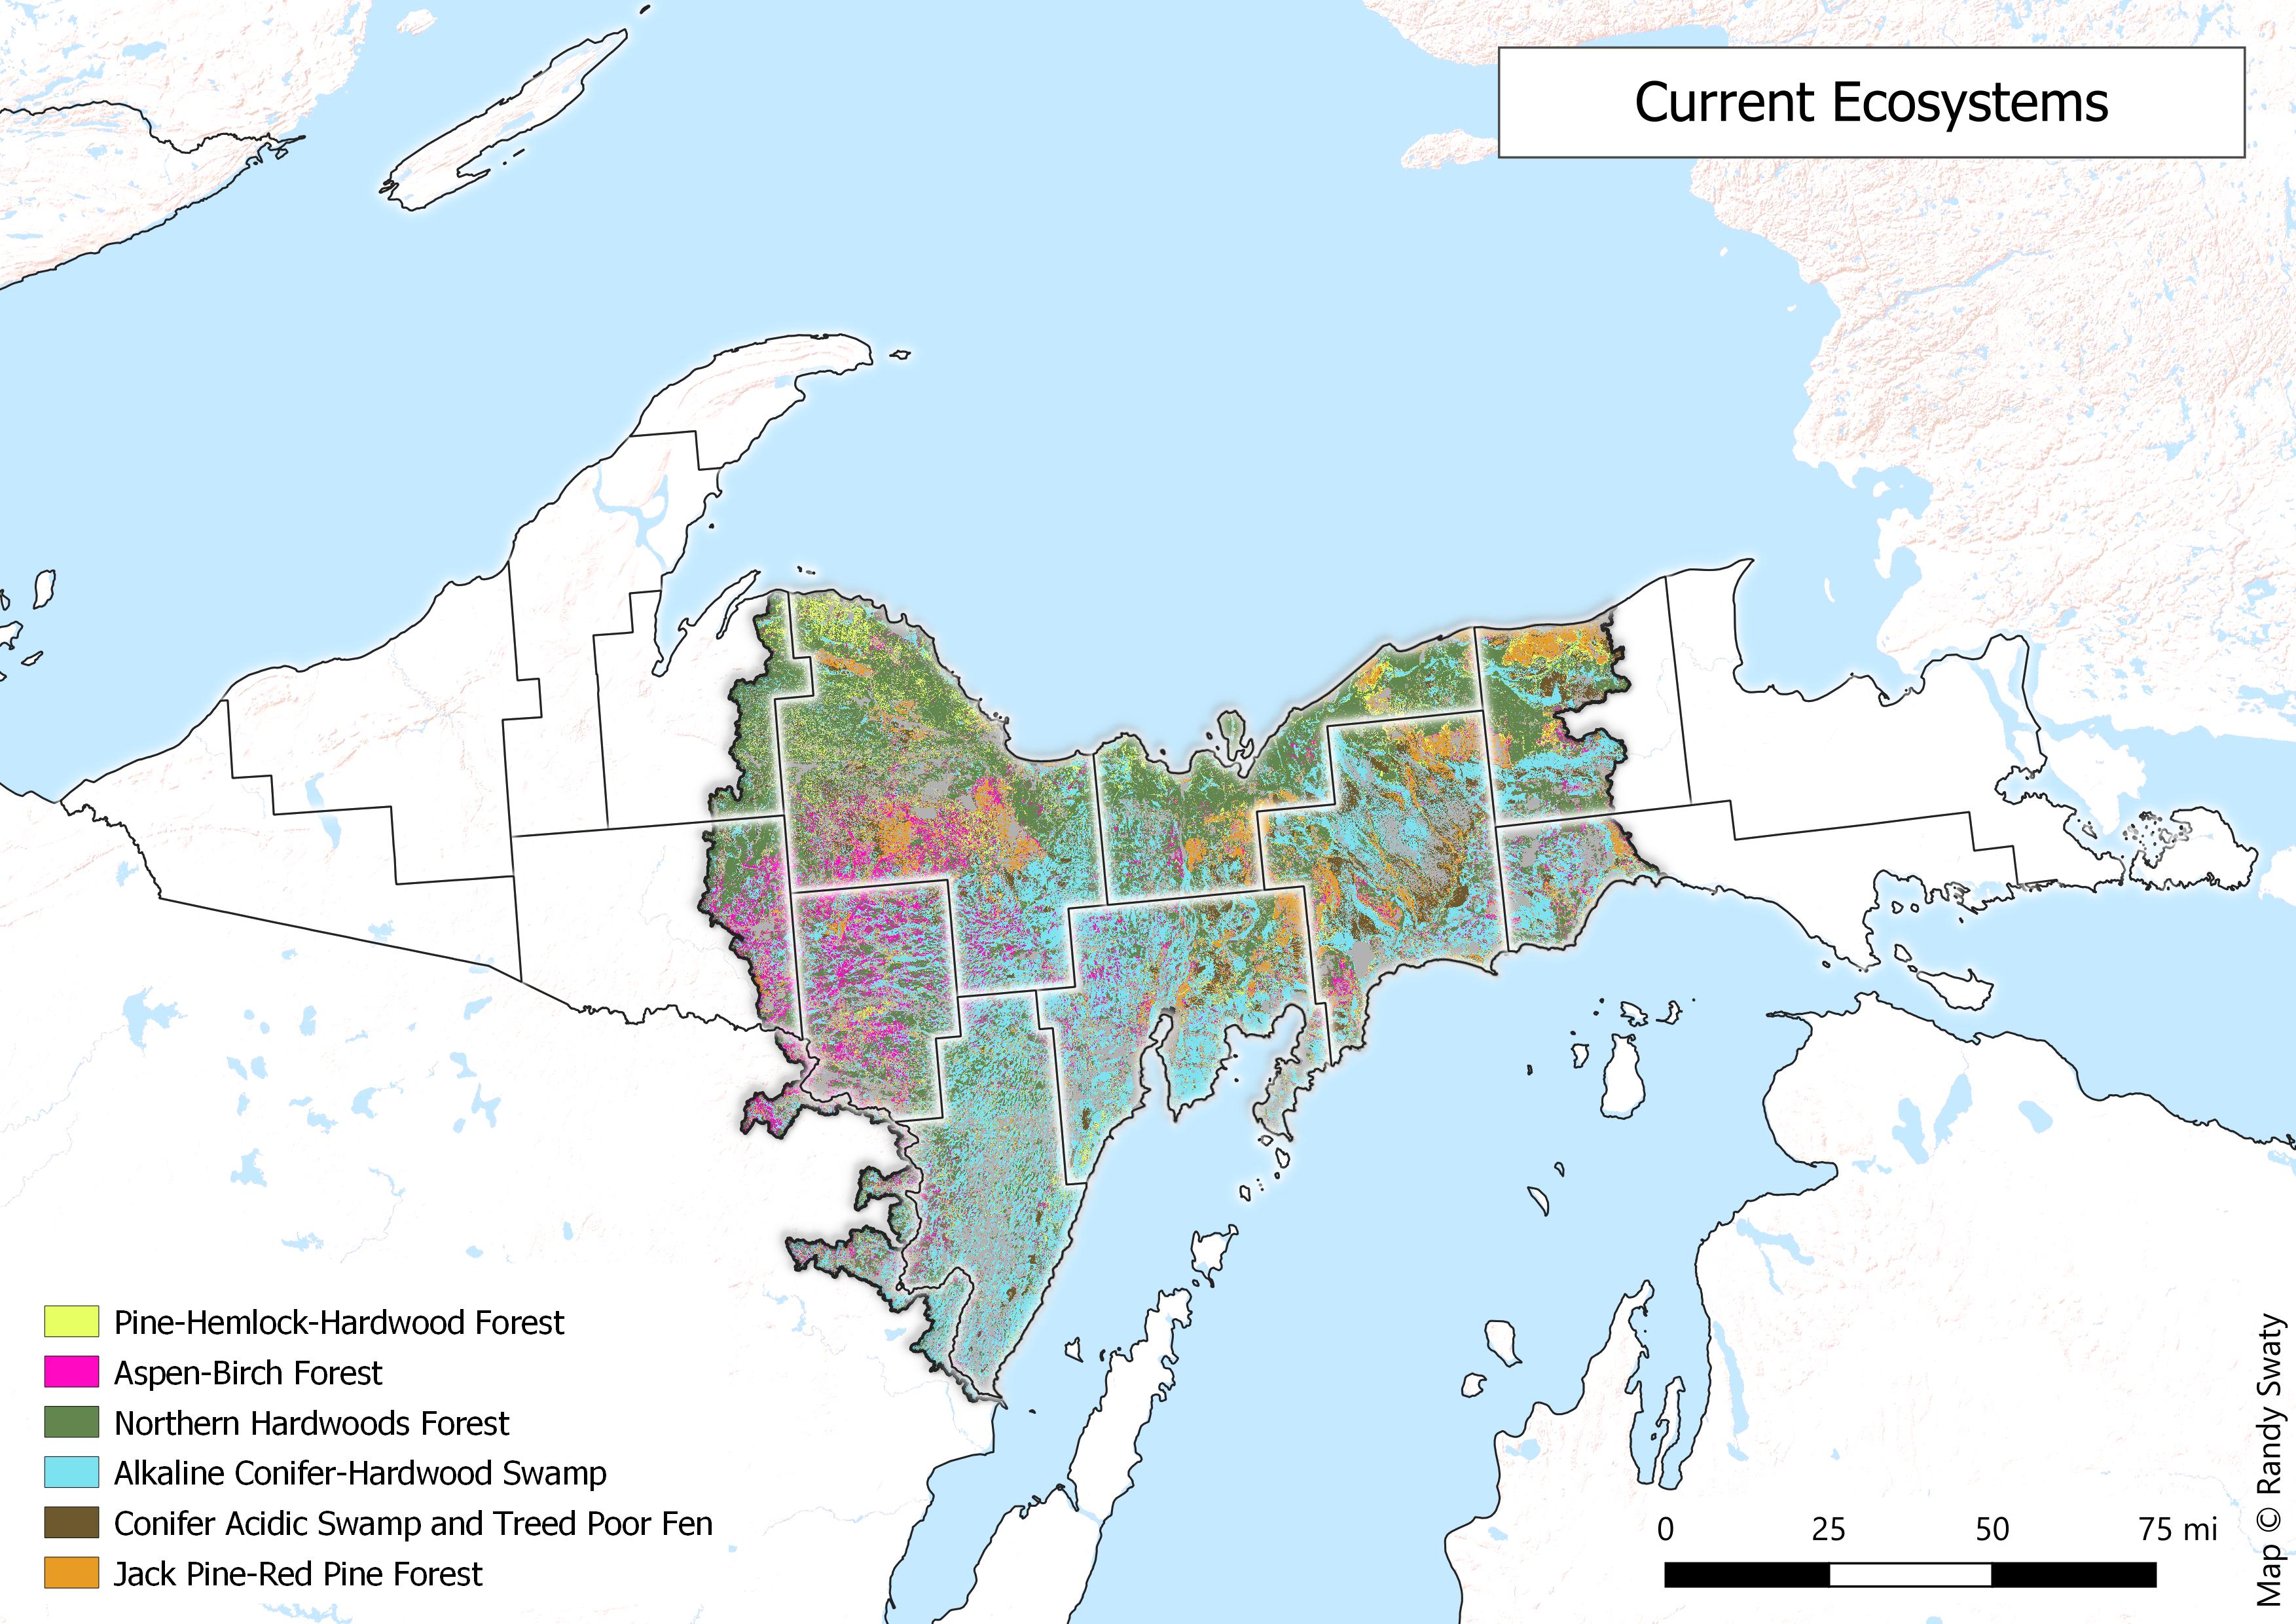 Current Ecosystems
Pine-Hemlock-Hardwood Forest
Aspen-Birch Forest
Northern Hardwoods Forest
Alkaline Conifer-Hardwood Swamp
Conifer Acidic Swamp and Treed Poor Fen
Jack Pine-Red Pine Forest
0 25 50 75 mi
Map © Randy Swaty